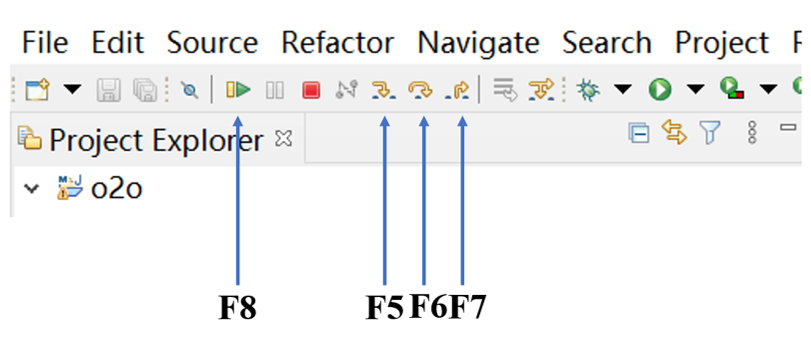 File Edit Source Refactor Navigate Search Project
Project Explorer
o2o
F8 F5 F6 F7